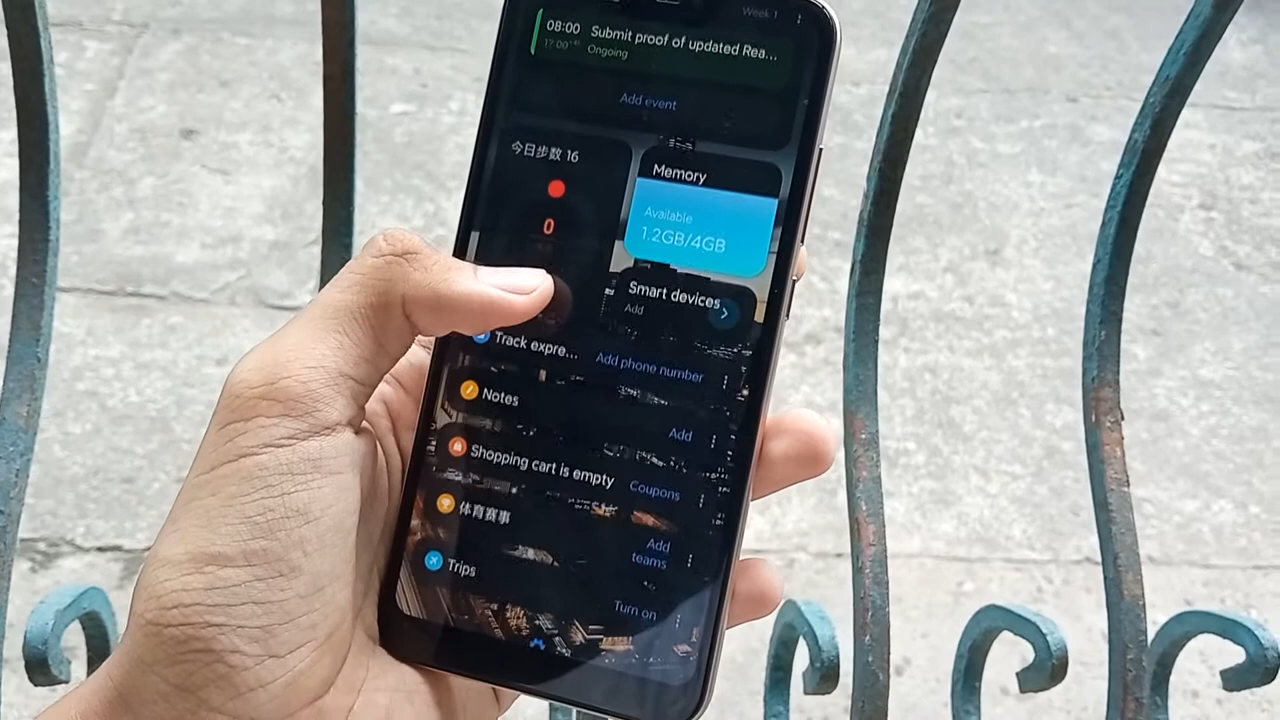 Week 1
08:00 Submit proof of updated Rea...
17:00⁺⁴¹ Ongoing
Add event
今日步数 16
0
Memory
Available
1.2GB/4GB
Smart devices
Add
Track expre...
Add phone number
Notes
Add
Shopping cart is empty
Coupons
体育赛事
Add
teams
Trips
Turn on